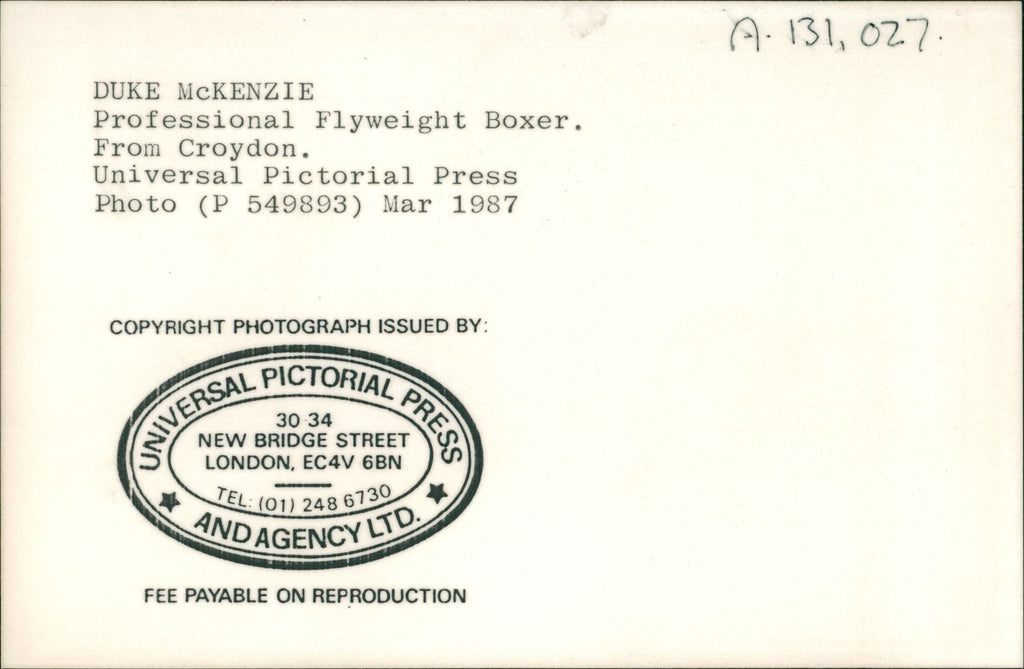 A. 131, 027.
DUKE McKENZIE
Professional Flyweight Boxer.
From Croydon.
Universal Pictorial Press
Photo (P 549893) Mar 1987
COPYRIGHT PHOTOGRAPH ISSUED BY:
UNIVERSAL PICTORIAL PRESS
30-34
NEW BRIDGE STREET
LONDON, EC4V 6BN
TEL: (01) 248 6730
AND AGENCY LTD.
FEE PAYABLE ON REPRODUCTION